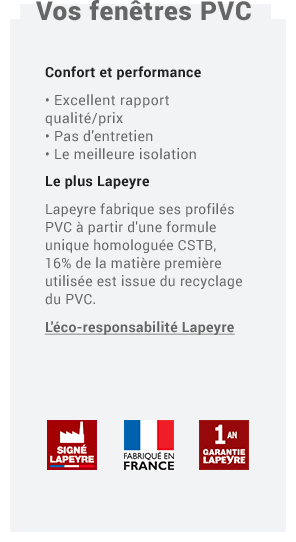 Vos fenêtres PVC
Confort et performance
• Excellent rapport
qualité/prix
• Pas d'entretien
• Le meilleure isolation
Le plus Lapeyre
Lapeyre fabrique ses profilés
PVC à partir d'une formule
unique homologuée CSTB,
16% de la matière première
utilisée est issue du recyclage
du PVC.
L'éco-responsabilité Lapeyre
SIGNÉ
LAPEYRE
FABRIQUÉ EN
FRANCE
1 AN
GARANTIE
LAPEYRE